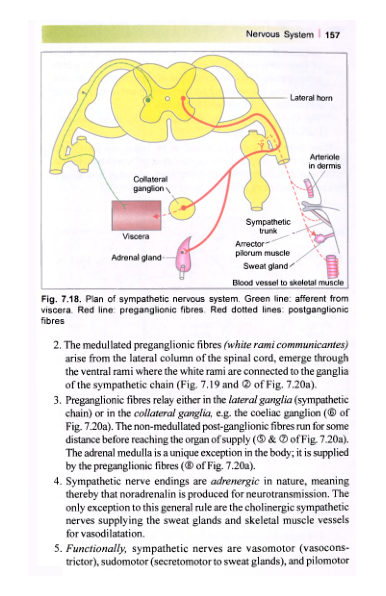 Nervous System | 157
Lateral horn
Arteriole
in dermis
Collateral
ganglion
Viscera
Sympathetic
trunk
Adrenal gland
Arrector
pilorum muscle
Sweat gland
Blood vessel to skeletal muscle
Fig. 7.18. Plan of sympathetic nervous system. Green line: afferent from
viscera. Red line: preganglionic fibres. Red dotted lines: postganglionic
fibres
2. The medullated preganglionic fibres (white rami communicantes)
arise from the lateral column of the spinal cord, emerge through
the ventral rami where the white rami are connected to the ganglia
of the sympathetic chain (Fig. 7.19 and ② of Fig. 7.20a).
3. Preganglionic fibres relay either in the lateral ganglia (sympathetic
chain) or in the collateral ganglia, e.g. the coeliac ganglion (⑥ of
Fig. 7.20a). The non-medullated post-ganglionic fibres run for some
distance before reaching the organ of supply (⑤ & ⑦ of Fig. 7.20a).
The adrenal medulla is a unique exception in the body; it is supplied
by the preganglionic fibres (⑧ of Fig. 7.20a).
4. Sympathetic nerve endings are adrenergic in nature, meaning
thereby that noradrenalin is produced for neurotransmission. The
only exception to this general rule are the cholinergic sympathetic
nerves supplying the sweat glands and skeletal muscle vessels
for vasodilatation.
5. Functionally, sympathetic nerves are vasomotor (vasocons-
trictor), sudomotor (secretomotor to sweat glands), and pilomotor